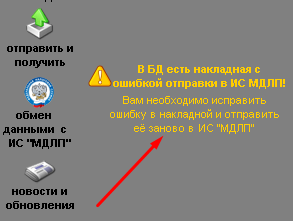 отправить и
получить
обмен
данными с
ИС "МДЛП"
новости и
обновления
В БД есть накладная с
ошибкой отправки в ИС МДЛП!
Вам необходимо исправить
ошибку в накладной и отправить
её заново в ИС "МДЛП"